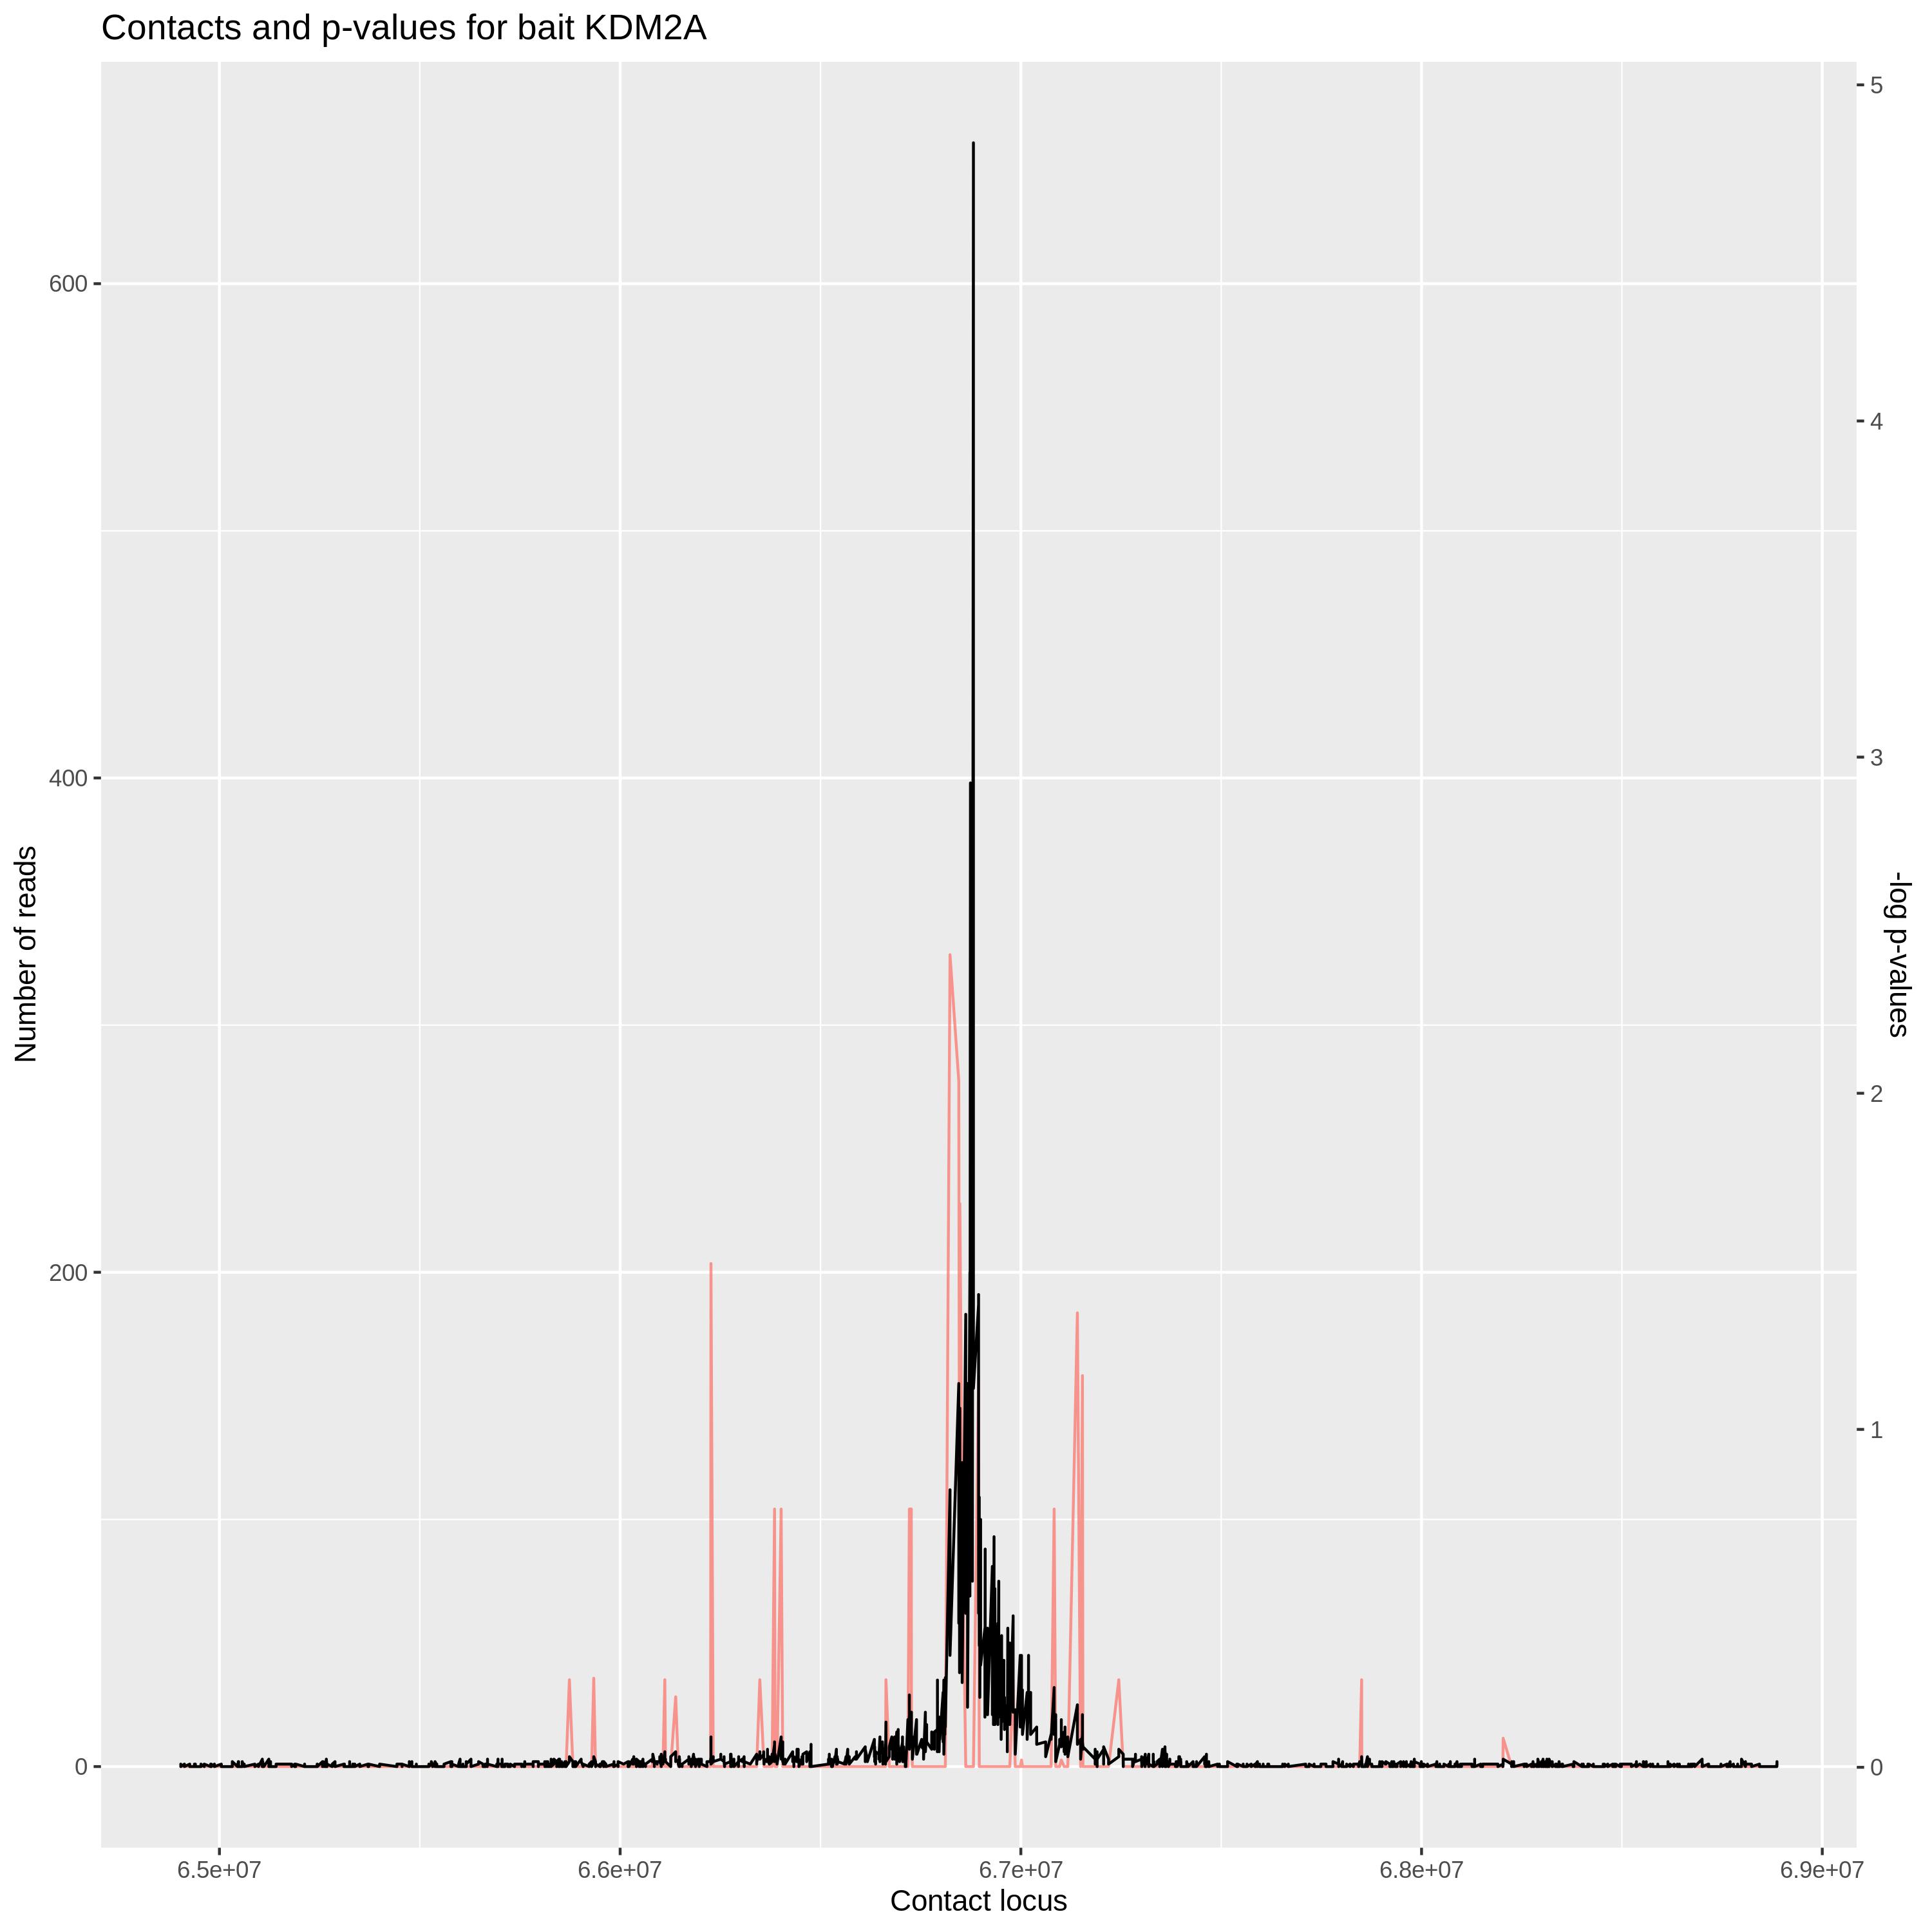 Contacts and p-values for bait KDM2A
5
600
4
400
3
Number of reads
-log p-values
2
200
1
0
0
6.5e+07
6.6e+07
6.7e+07
6.8e+07
6.9e+07
Contact locus